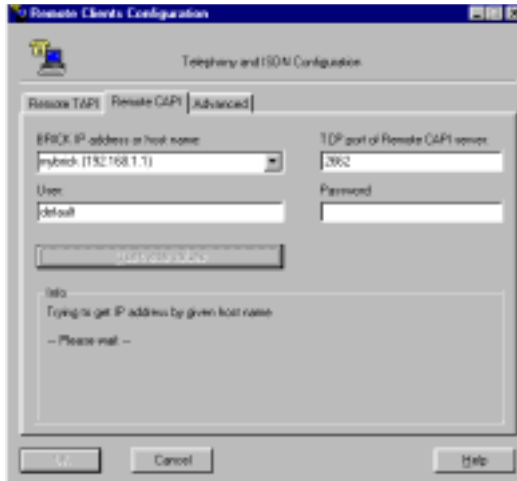 Remote Clients Configuration
Telephony and ISDN Configuration
Remote TAPI Remote CAPI Advanced
BRICK IP address or host name
TCP port of Remote CAPI server:
mybrick (192.168.1.1)
2662
User:
Password
default
Info
Trying to get IP address by given host name
-- Please wait --
Cancel
Help